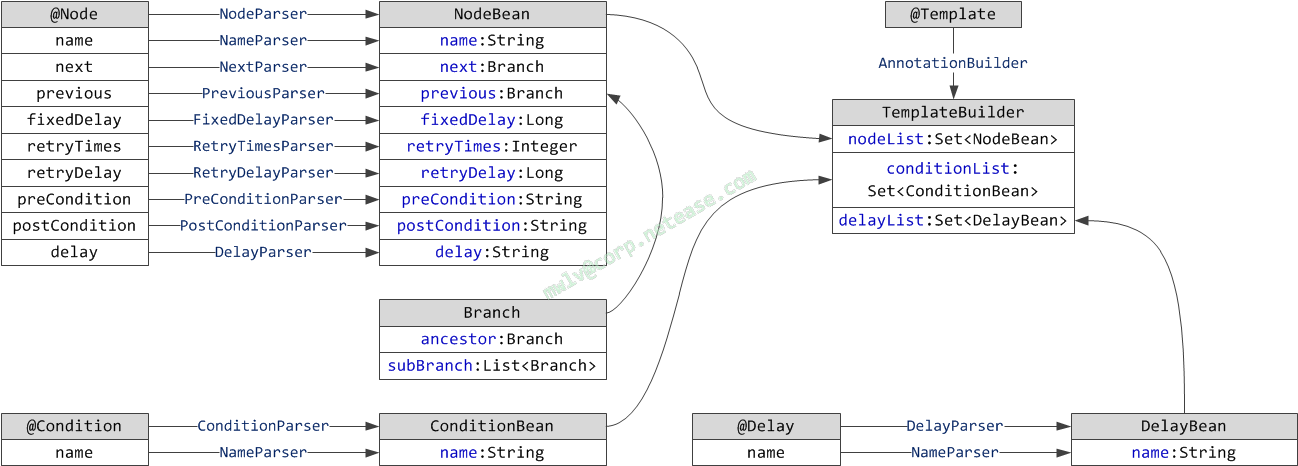 @Node NodeParser NodeBean @Template
name NameParser name:String
next NextParser next:Branch AnnotationBuilder
previous PreviousParser previous:Branch TemplateBuilder
fixedDelay FixedDelayParser fixedDelay:Long nodeList:Set<NodeBean>
retryTimes RetryTimesParser retryTimes:Integer conditionList:
retryDelay RetryDelayParser retryDelay:Long Set<ConditionBean>
preCondition PreConditionParser preCondition:String
postCondition PostConditionParser postCondition:String delayList:Set<DelayBean>
delay DelayParser delay:String
mwlv@corp.netease.com
Branch
ancestor:Branch
subBranch:List<Branch>
@Condition ConditionParser ConditionBean @Delay DelayParser DelayBean
name NameParser name:String name NameParser name:String